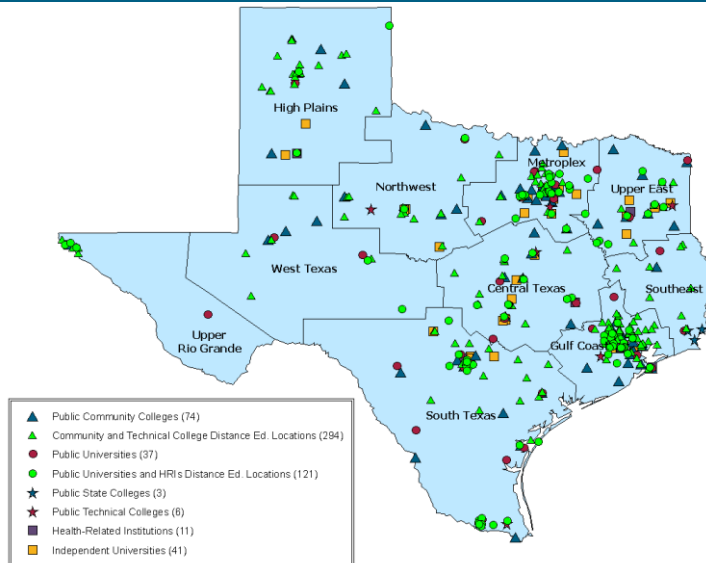 High Plains
Northwest
Metroplex
Upper East
West Texas
Central Texas
Southeast
Upper
Rio Grande
Gulf Coast
South Texas
Public Community Colleges (74)
Community and Technical College Distance Ed. Locations (294)
Public Universities (37)
Public Universities and HRIs Distance Ed. Locations (121)
Public State Colleges (3)
Public Technical Colleges (6)
Health-Related Institutions (11)
Independent Universities (41)